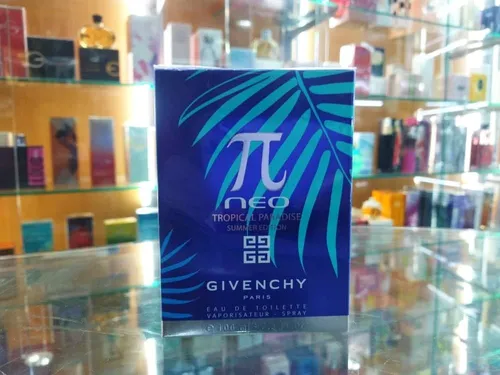 π
NEO
TROPICAL PARADISE
SUMMER EDITION
GIVENCHY
PARIS
EAU DE TOILETTE
VAPORISATEUR - SPRAY